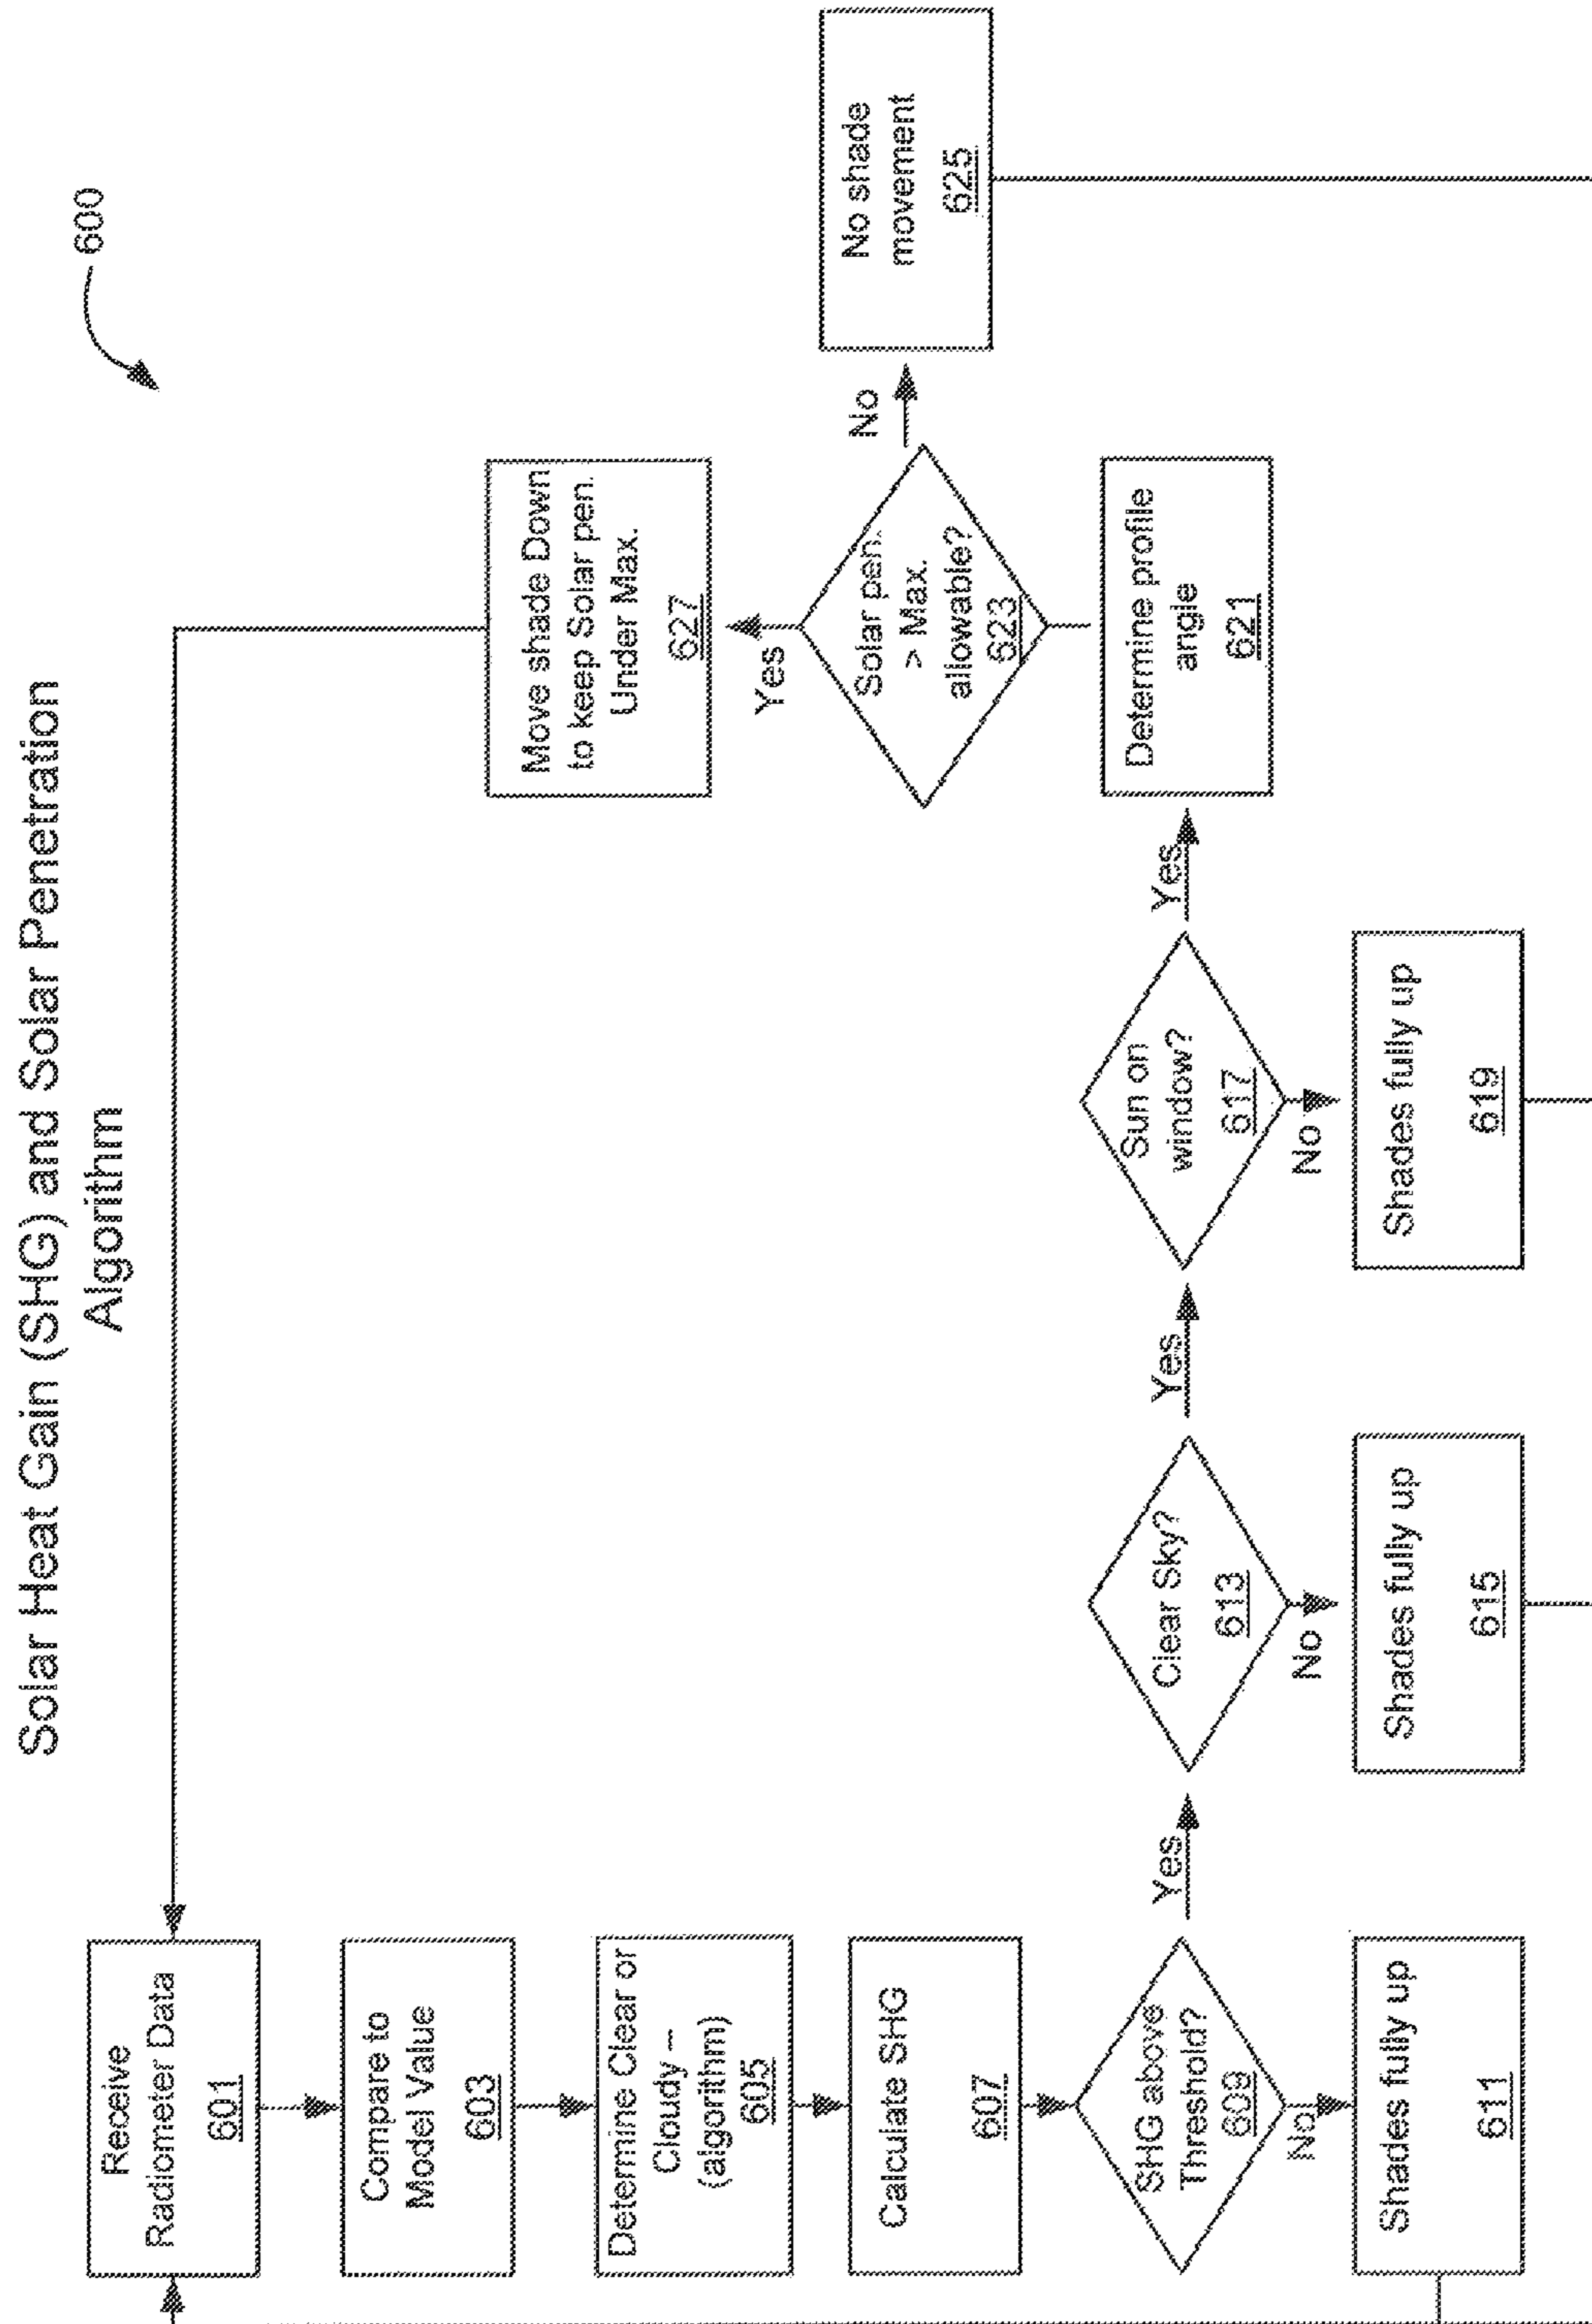 Solar Heat Gain (SHG) and Solar Penetration
Algorithm
600
Receive
Radiometer Data
601
Compare to
Model Value
603
Determine Clear or
Cloudy –
(algorithm)
605
Calculate SHG
607
SHG above
Threshold?
609
Yes
No
Shades fully up
611
Clear Sky?
613
Yes
No
Shades fully up
615
Sun on
window?
617
Yes
No
Shades fully up
619
Determine profile
angle
621
Solar pen.
> Max.
allowable?
623
Yes
No
Move shade Down
to keep Solar pen.
Under Max.
627
No shade
movement
625